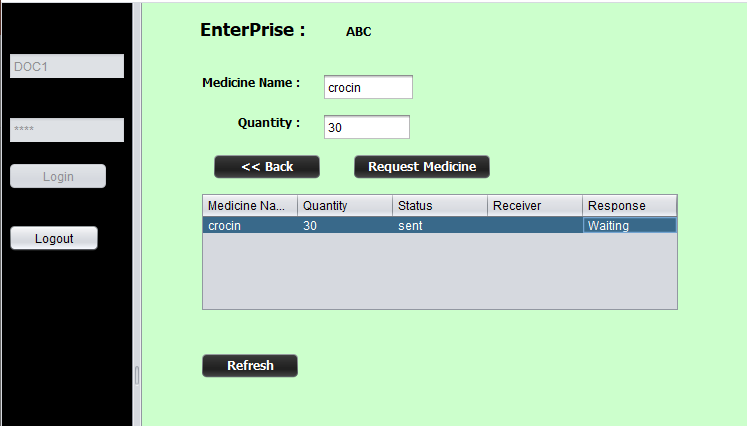 EnterPrise : ABC
DOC1
Medicine Name : crocin
****
Quantity : 30
Login
<< Back Request Medicine
Logout
Medicine Na... Quantity Status Receiver Response
crocin 30 sent Waiting
Refresh